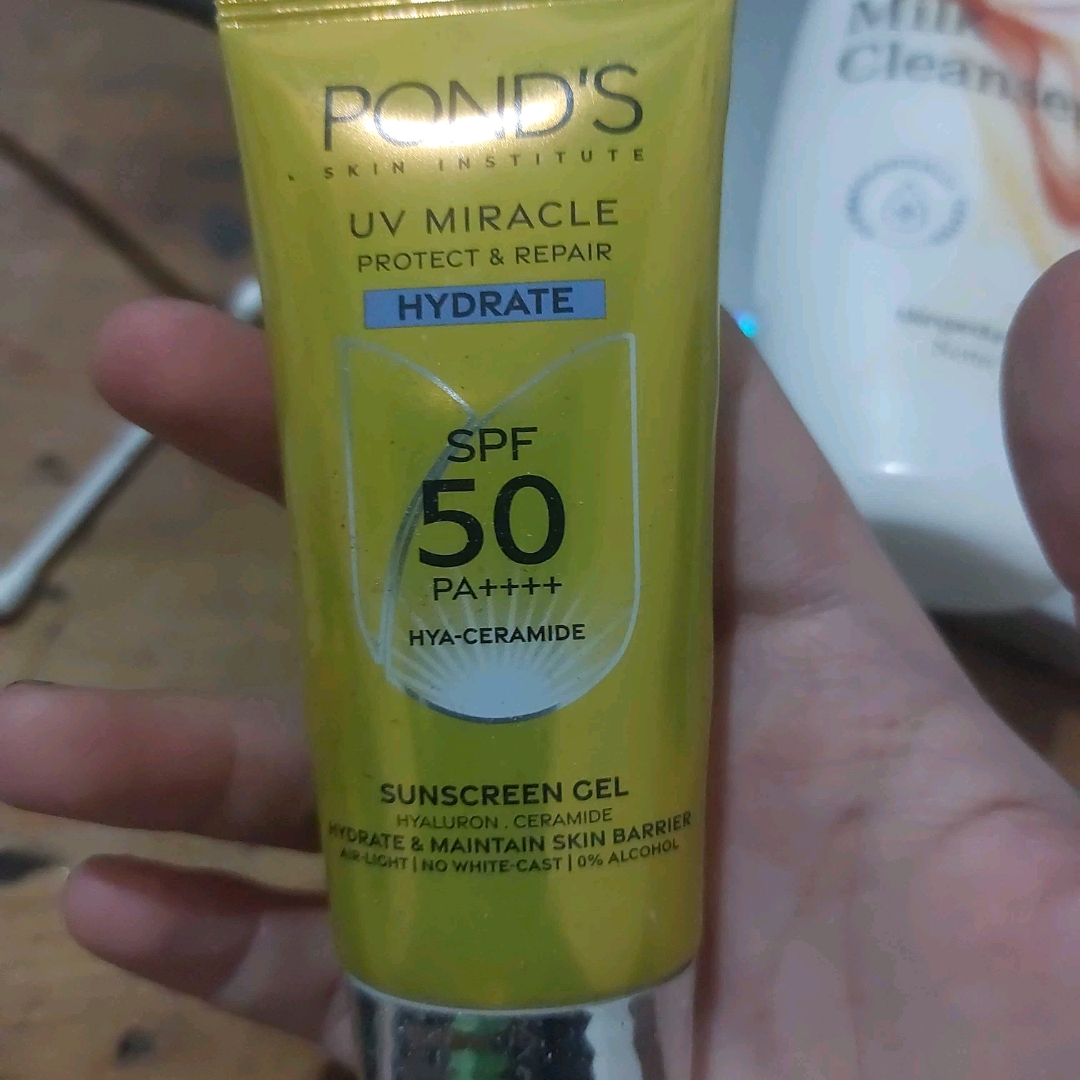 POND'S
SKIN INSTITUTE
UV MIRACLE
PROTECT & REPAIR
HYDRATE
SPF
50
PA++++
HYA-CERAMIDE
SUNSCREEN GEL
HYALURON . CERAMIDE
HYDRATE & MAINTAIN SKIN BARRIER
AIR-LIGHT | NO WHITE-CAST | 0% ALCOHOL
Milk
Cleanser